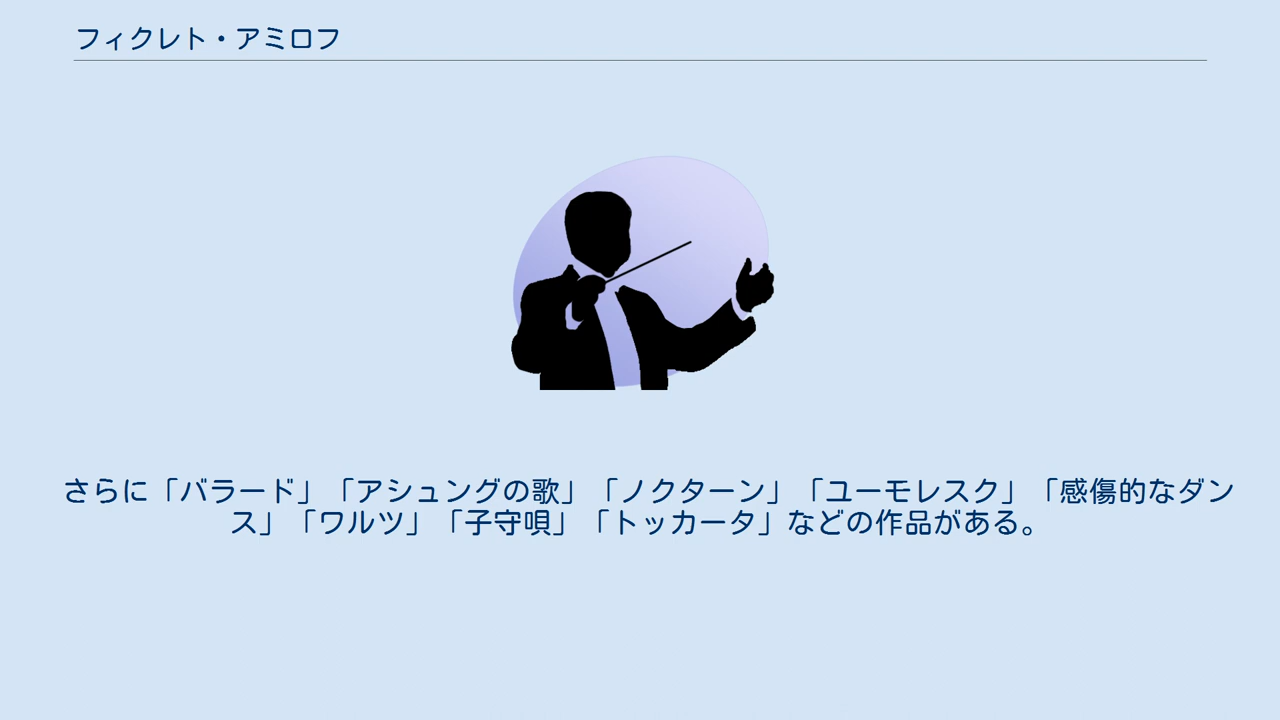 フィクレト・アミロフ
さらに「バラード」「アシュングの歌」「ノクターン」「ユーモレスク」「感傷的なダン
ス」「ワルツ」「子守唄」「トッカータ」などの作品がある。